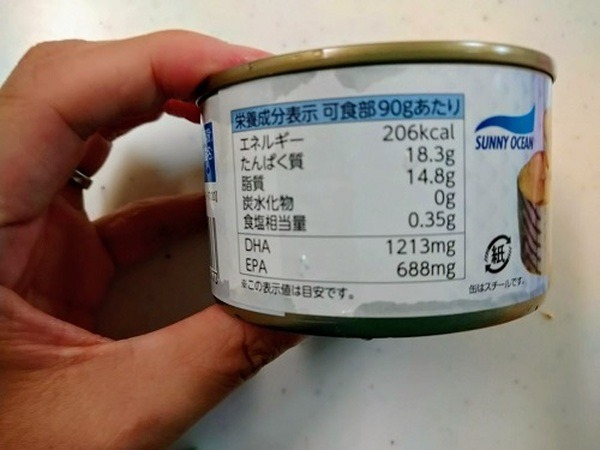 栄養成分表示 可食部90gあたり
エネルギー 206kcal
たんぱく質 18.3g
脂質 14.8g
炭水化物 0g
食塩相当量 0.35g
DHA 1213mg
EPA 688mg
※この表示値は目安です。
SUNNY OCEAN
紙
缶はスチールです。